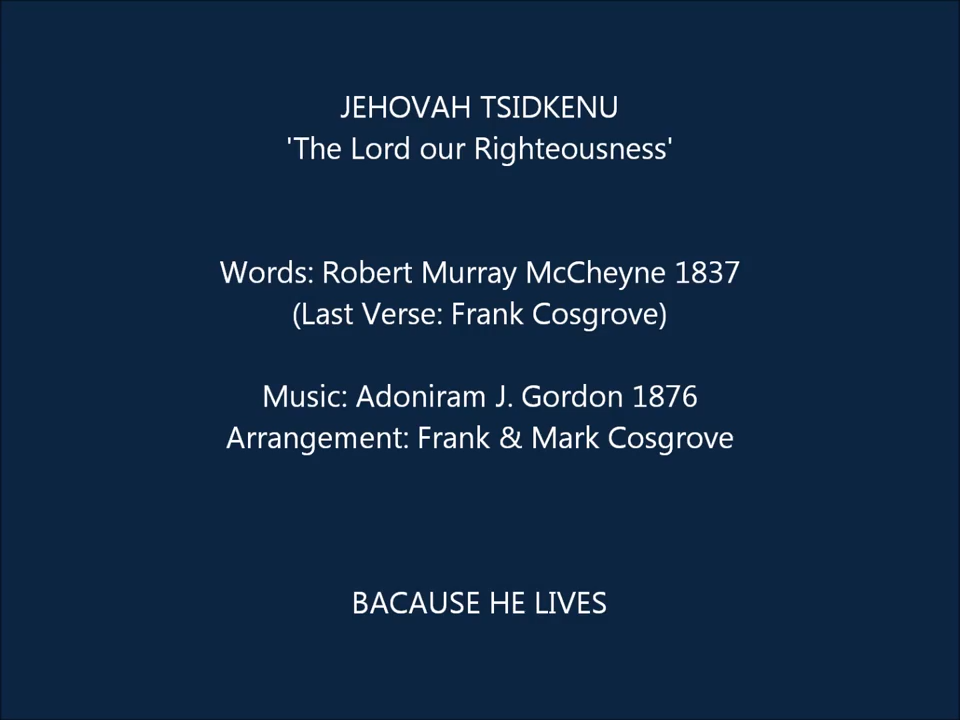 JEHOVAH TSIDKENU
'The Lord our Righteousness'
Words: Robert Murray McCheyne 1837
(Last Verse: Frank Cosgrove)
Music: Adoniram J. Gordon 1876
Arrangement: Frank & Mark Cosgrove
BACAUSE HE LIVES